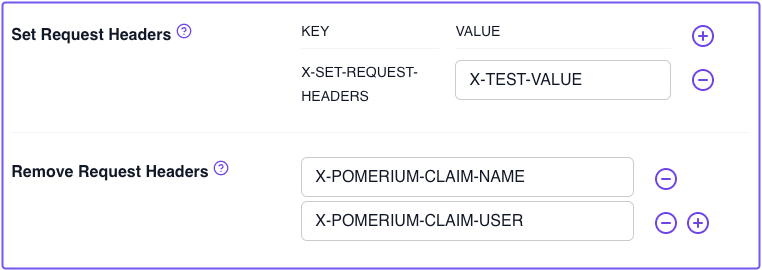 Set Request Headers
KEY
VALUE
X-SET-REQUEST-
HEADERS
X-TEST-VALUE
Remove Request Headers
X-POMERIUM-CLAIM-NAME
X-POMERIUM-CLAIM-USER